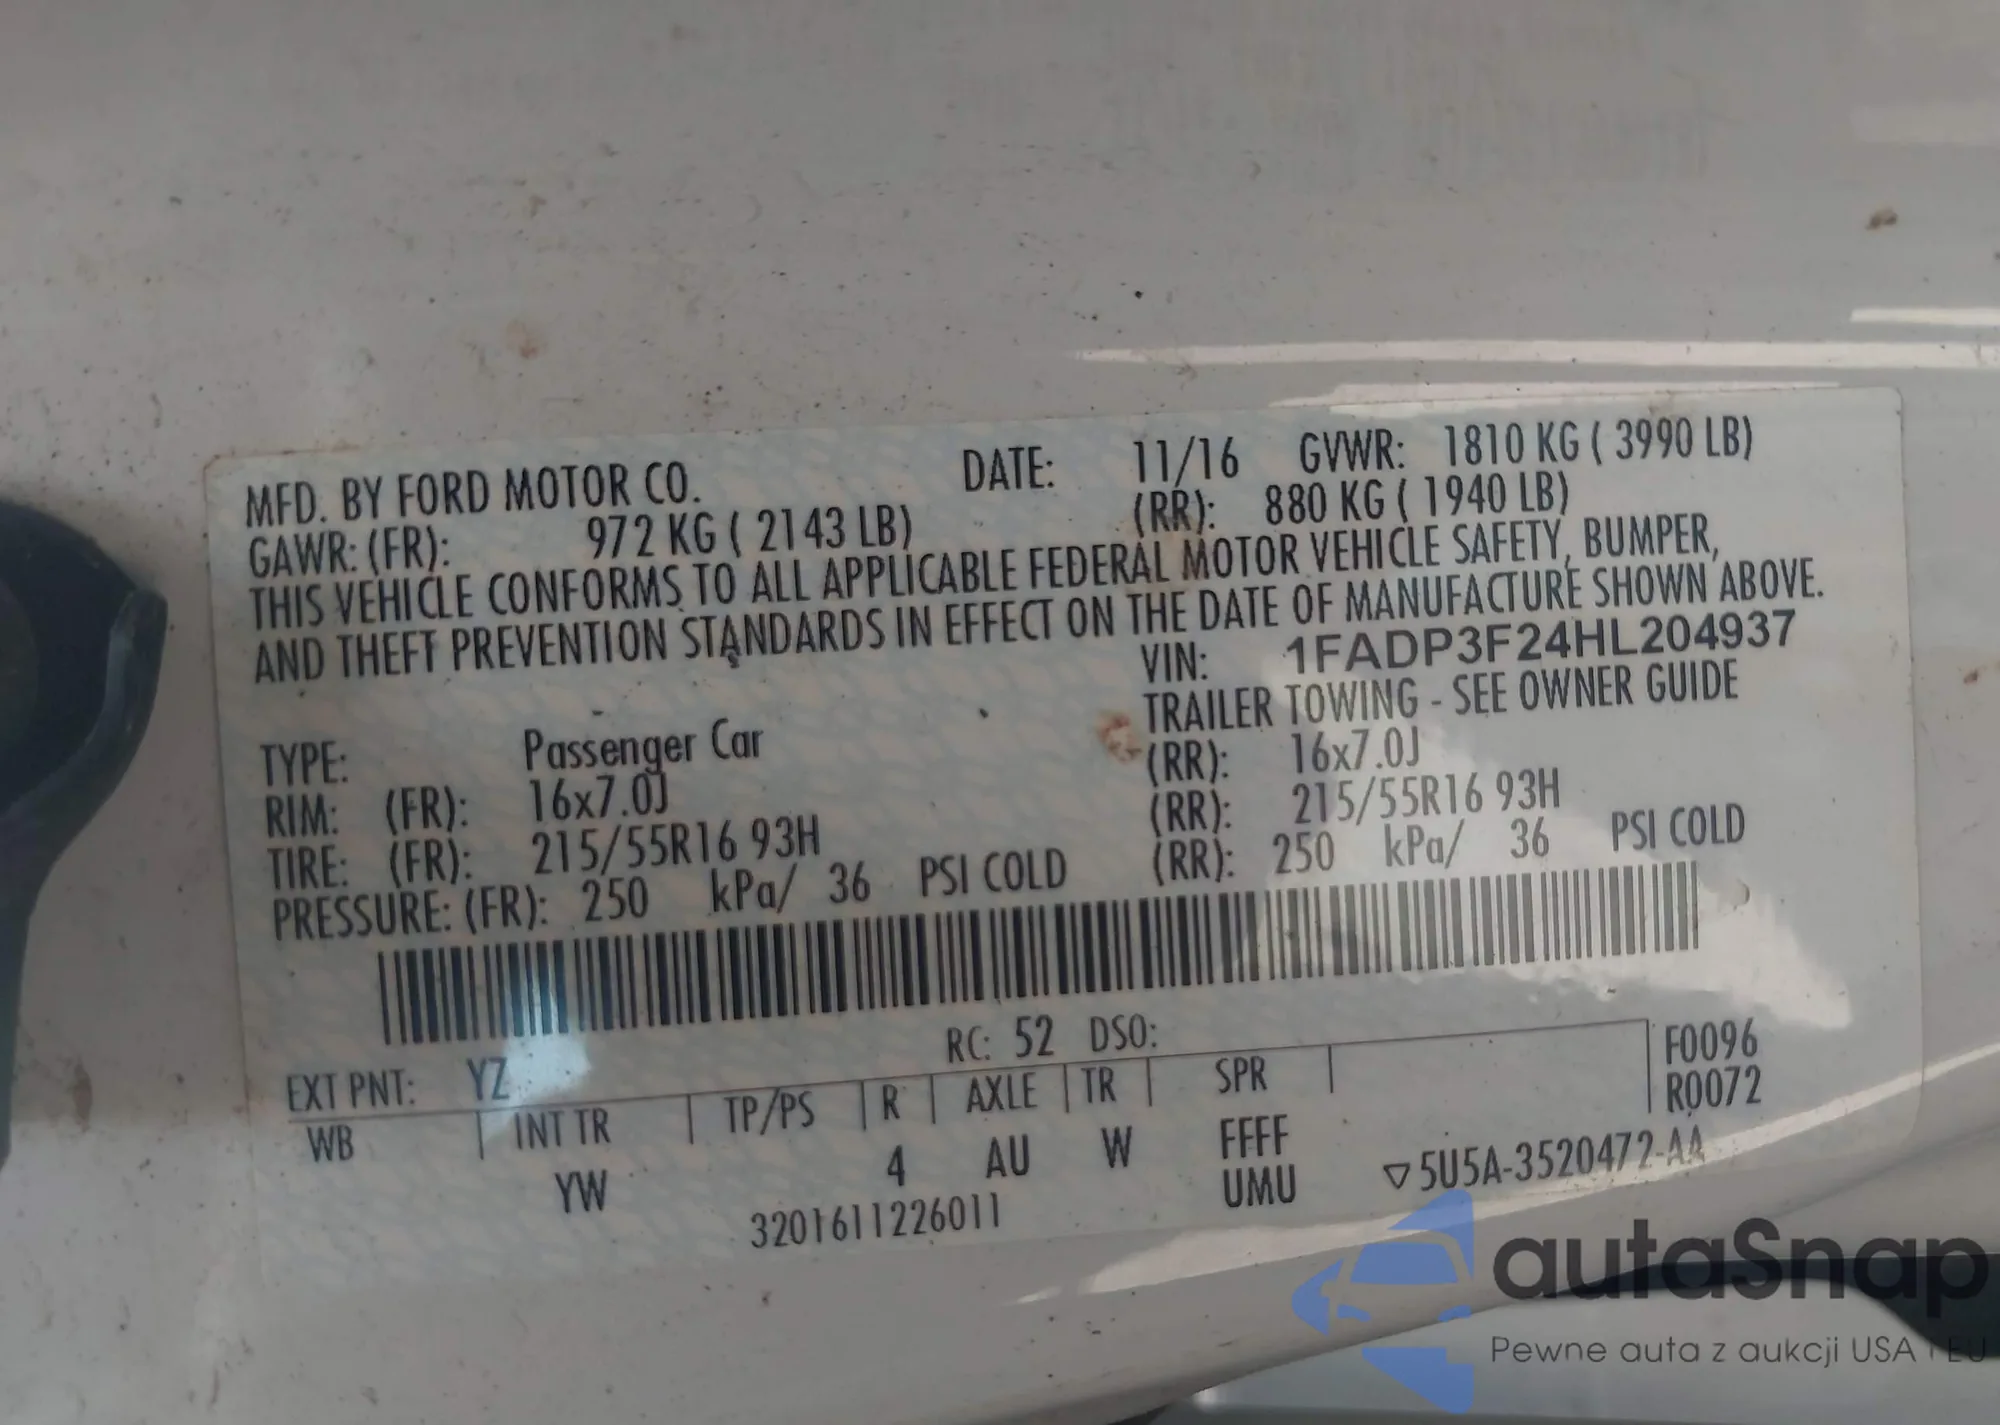 MFD. BY FORD MOTOR CO. DATE: 11/16 GVWR: 1810 KG ( 3990 LB)
GAWR: (FR): 972 KG ( 2143 LB) (RR): 880 KG ( 1940 LB)
THIS VEHICLE CONFORMS TO ALL APPLICABLE FEDERAL MOTOR VEHICLE SAFETY, BUMPER,
AND THEFT PREVENTION STANDARDS IN EFFECT ON THE DATE OF MANUFACTURE SHOWN ABOVE.
VIN: 1FADP3F24HL204937
TRAILER TOWING - SEE OWNER GUIDE
TYPE: Passenger Car
RIM: (FR): 16x7.0J (RR): 16x7.0J
TIRE: (FR): 215/55R16 93H (RR): 215/55R16 93H
PRESSURE: (FR): 250 kPa/ 36 PSI COLD (RR): 250 kPa/ 36 PSI COLD
RC: 52 DSO: F0096
EXT PNT: YZ R0072
WB INT TR TP/PS R AXLE TR SPR
YW 4 AU W FFFF
UMU ▽5U5A-3520472-AA
3201611226011
autaSnap
Pewne auta z aukcji USA i EU